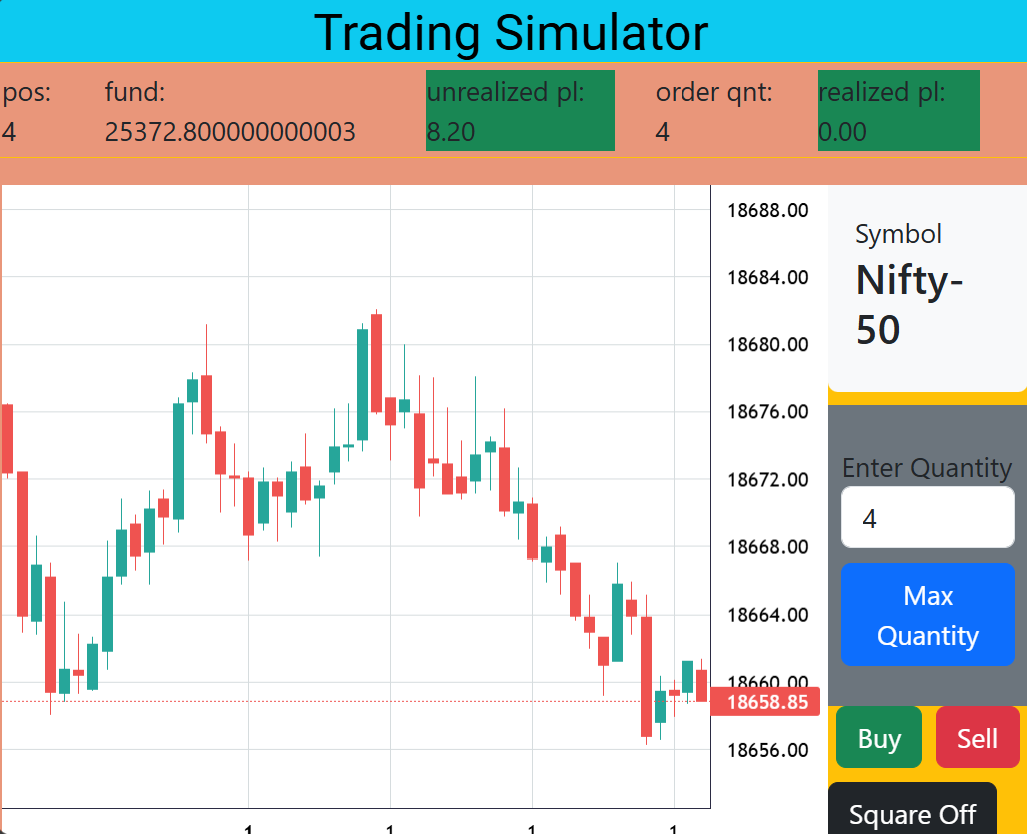 Trading Simulator
pos: fund: unrealized pl: order qnt: realized pl:
4 25372.800000000003 8.20 4 0.00
18688.00
18684.00
18680.00
18676.00
18672.00
18668.00
18664.00
18660.00
18658.85
18656.00
1 1 1 1
Symbol
Nifty-
50
Enter Quantity
4
Max
Quantity
Buy Sell
Square Off